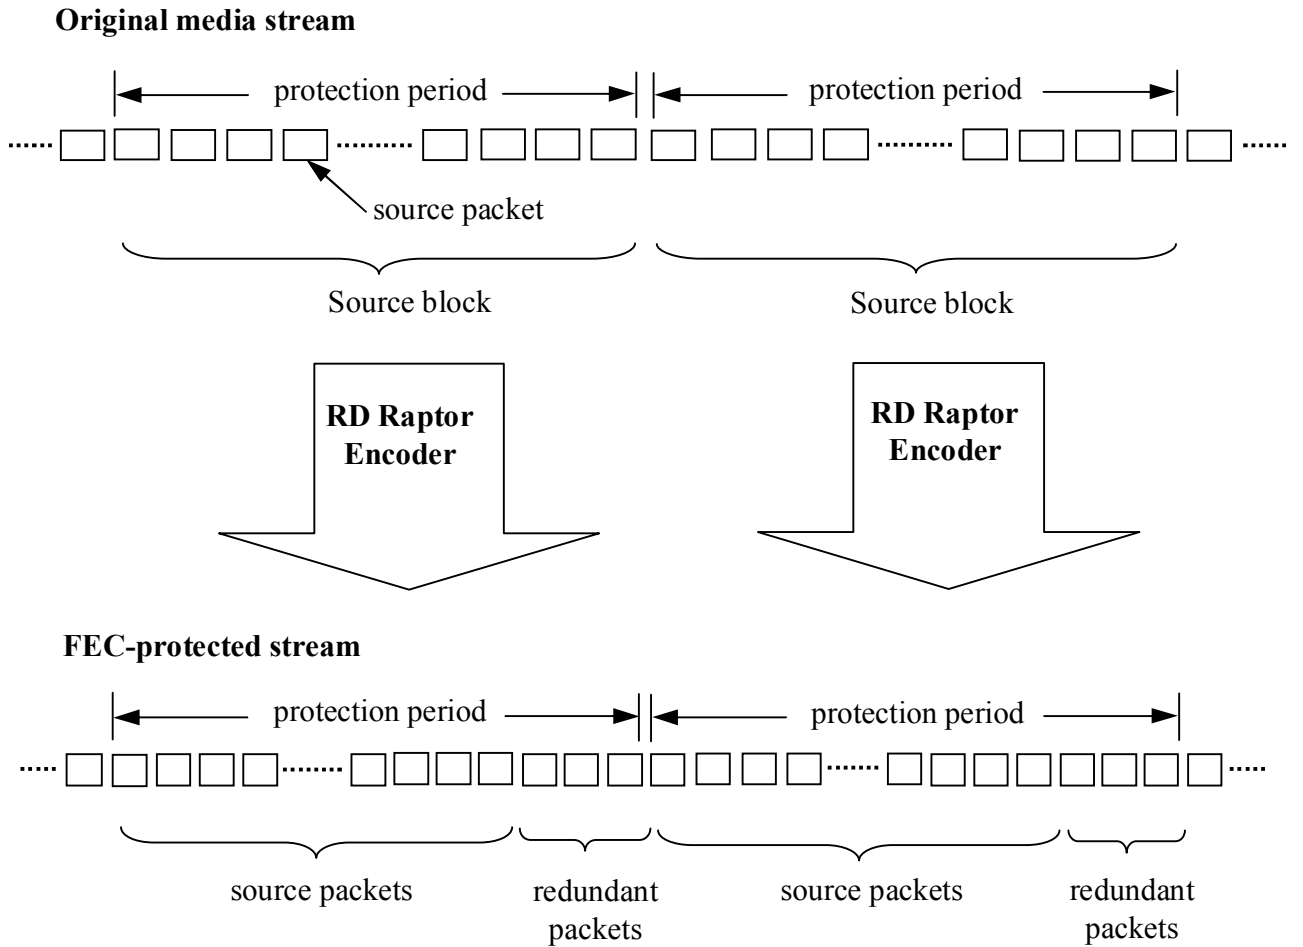 Original media stream
protection period
protection period
source packet
Source block
Source block
RD Raptor
Encoder
RD Raptor
Encoder
FEC-protected stream
protection period
protection period
source packets
redundant
packets
source packets
redundant
packets